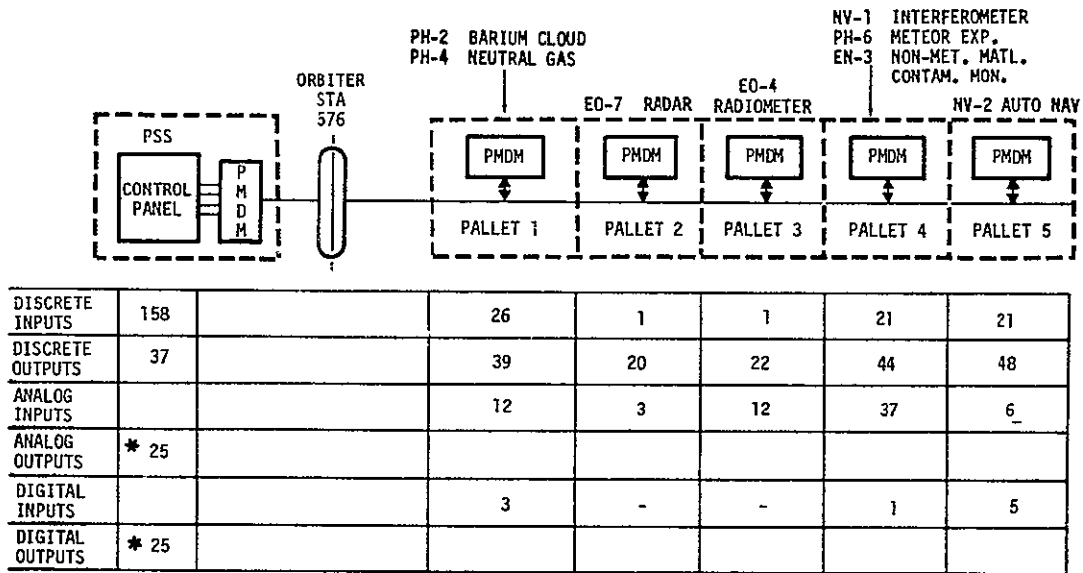 PH-2 BARIUM CLOUD
PH-4 NEUTRAL GAS
NV-1 INTERFEROMETER
PH-6 METEOR EXP.
EN-3 NON-MET. MATL.
CONTAM. MON.
ORBITER
STA
576
EO-7 RADAR
EO-4
RADIOMETER
NV-2 AUTO NAV
PSS
CONTROL
PANEL
P
M
D
M
PMDM
PMDM
PMDM
PMDM
PMDM
PALLET 1
PALLET 2
PALLET 3
PALLET 4
PALLET 5
DISCRETE
INPUTS 158 26 1 1 21 21
DISCRETE
OUTPUTS 37 39 20 22 44 48
ANALOG
INPUTS 12 3 12 37 6
ANALOG
OUTPUTS * 25
DIGITAL
INPUTS 3 - - 1 5
DIGITAL
OUTPUTS * 25